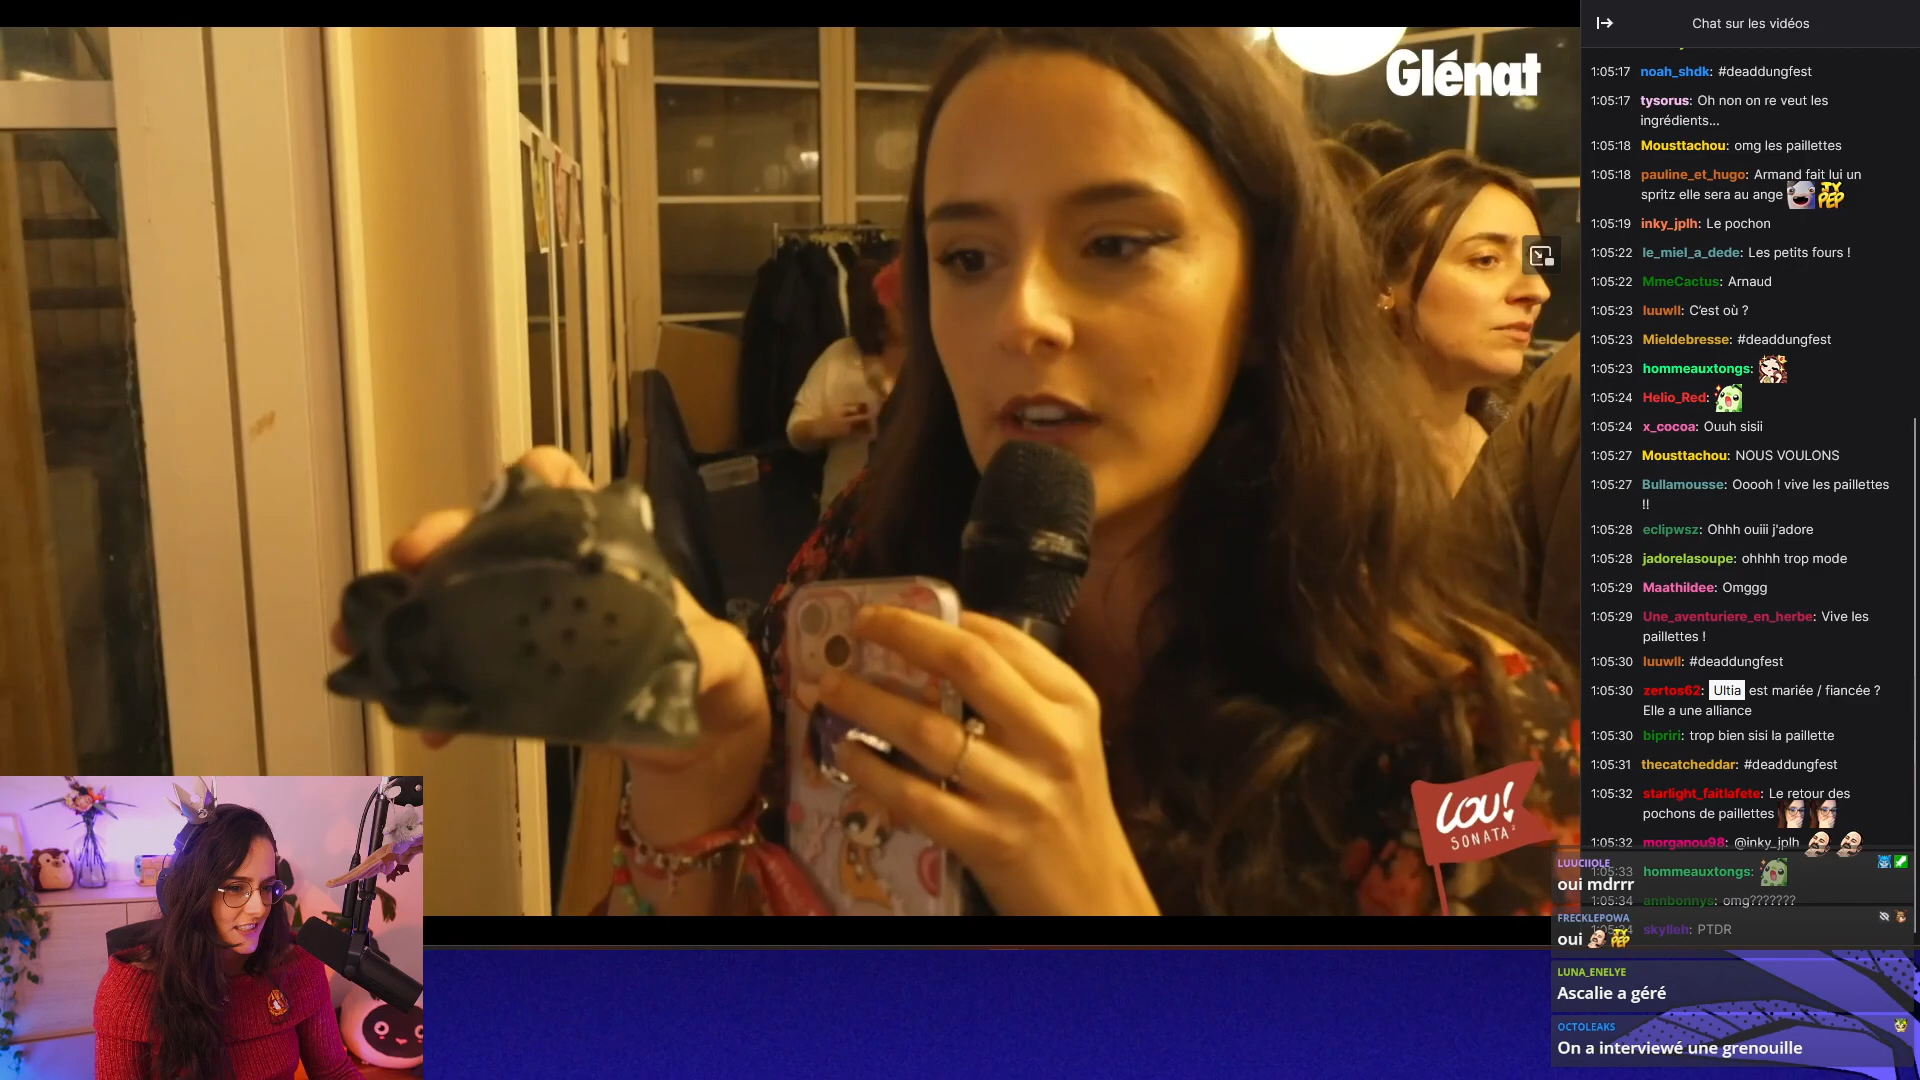 Glénat
LOU!
SONATA²
Chat sur les vidéos
1:05:17 noah_shdk: #deaddungfest
1:05:17 tysorus: Oh non on re veut les
ingrédients...
1:05:18 Mousttachou: omg les paillettes
1:05:18 pauline_et_hugo: Armand fait lui un
spritz elle sera au ange TY PEP
1:05:19 inky_jplh: Le pochon
1:05:22 le_miel_a_dede: Les petits fours !
1:05:22 MmeCactus: Arnaud
1:05:23 luuwll: C'est où ?
1:05:23 Mieldebresse: #deaddungfest
1:05:23 hommeauxtongs:
1:05:24 Helio_Red:
1:05:24 x_cocoa: Ouuh sisii
1:05:27 Mousttachou: NOUS VOULONS
1:05:27 Bullamousse: Ooooh ! vive les paillettes
!!
1:05:28 eclipwsz: Ohhh ouiii j'adore
1:05:28 jadorelasoupe: ohhhh trop mode
1:05:29 Maathildee: Omggg
1:05:29 Une_aventuriere_en_herbe: Vive les
paillettes !
1:05:30 luuwll: #deaddungfest
1:05:30 zertos62: Ultia est mariée / fiancée ?
Elle a une alliance
1:05:30 bipriri: trop bien sisi la paillette
1:05:31 thecatcheddar: #deaddungfest
1:05:32 starlight_faitlafete: Le retour des
pochons de paillettes
1:05:32 morganou98: @inky_jplh
1:05:33 hommeauxtongs:
1:05:34 annbonnys: omg???????
1:05:34 skylieh: PTDR
LUUCIIOLE
oui mdrrr
FRECKLEPOWA
oui TY PEP
LUNA_ENELYE
Ascalie a géré
OCTOLEAKS
On a interviewé une grenouille